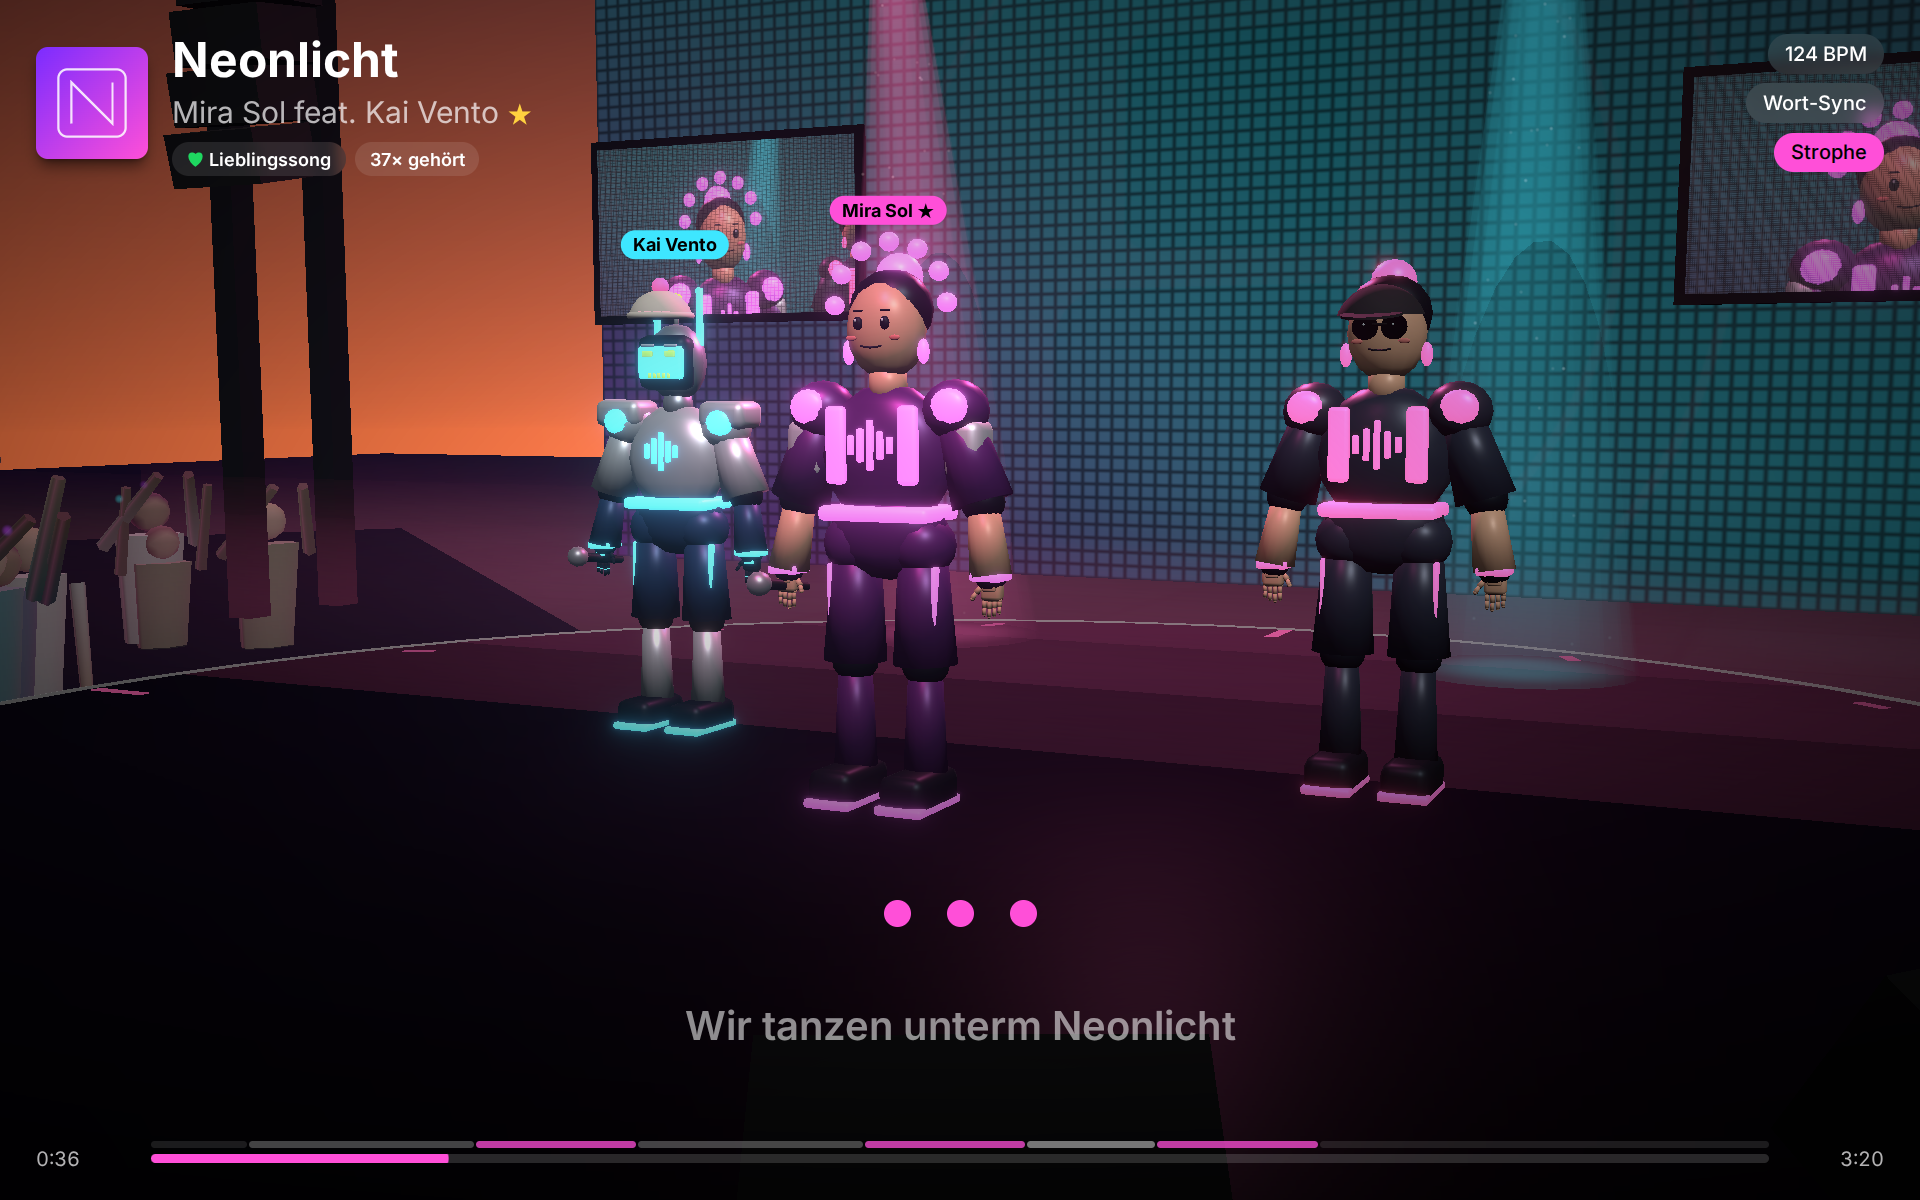 N
Neonlicht
Mira Sol feat. Kai Vento ★
Lieblingssong
37× gehört
124 BPM
Wort-Sync
Strophe
Mira Sol ★
Kai Vento
Wir tanzen unterm Neonlicht
0:36
3:20